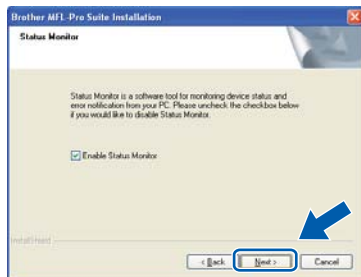 Brother MFL-Pro Suite Installation
Status Monitor
Status Monitor is a software tool for monitoring device status and
error notification from your PC. Please uncheck the checkbox below
if you would like to disable Status Monitor.
Enable Status Monitor
InstallShield
< Back
Next >
Cancel